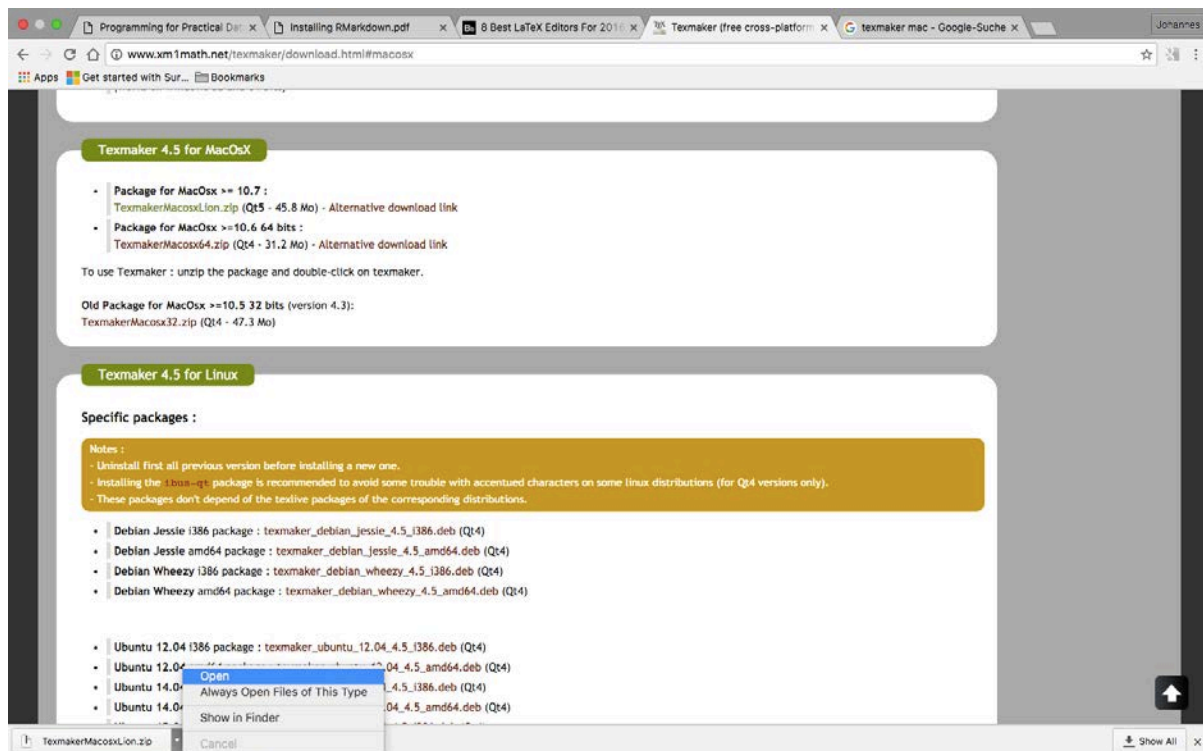 Programming for Practical Da
Installing RMarkdown.pdf
8 Best LaTeX Editors For 2016
Texmaker (free cross-platform
texmaker mac - Google-Suche
Johannes
www.xm1math.net/texmaker/download.html#macosx
Apps
Get started with Sur...
Bookmarks
Texmaker 4.5 for MacOsX
Package for MacOsx >= 10.7 :
TexmakerMacosxLion.zip (Qt5 - 45.8 Mo) - Alternative download link
Package for MacOsx >=10.6 64 bits :
TexmakerMacosx64.zip (Qt4 - 31.2 Mo) - Alternative download link
To use Texmaker : unzip the package and double-click on texmaker.
Old Package for MacOsx >=10.5 32 bits (version 4.3):
TexmakerMacosx32.zip (Qt4 - 47.3 Mo)
Texmaker 4.5 for Linux
Specific packages :
Notes :
- Uninstall first all previous version before installing a new one.
- Installing the ibus-qt package is recommended to avoid some trouble with accentued characters on some linux distributions (for Qt4 versions only).
- These packages don't depend of the texlive packages of the corresponding distributions.
Debian Jessie i386 package : texmaker_debian_jessie_4.5_i386.deb (Qt4)
Debian Jessie amd64 package : texmaker_debian_jessie_4.5_amd64.deb (Qt4)
Debian Wheezy i386 package : texmaker_debian_wheezy_4.5_i386.deb (Qt4)
Debian Wheezy amd64 package : texmaker_debian_wheezy_4.5_amd64.deb (Qt4)
Ubuntu 12.04 i386 package : texmaker_ubuntu_12.04_4.5_i386.deb (Qt4)
Ubuntu 12.04 04_4.5_amd64.deb (Qt4)
Open
Ubuntu 14.0 4.5_i386.deb (Qt4)
Always Open Files of This Type
Ubuntu 14.0 04_4.5_amd64.deb (Qt4)
Show in Finder
Cancel
TexmakerMacosxLion.zip
Show All